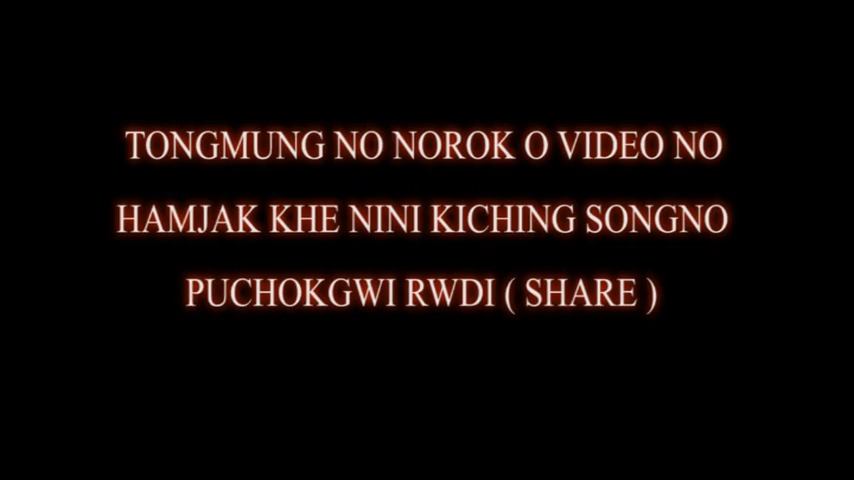 TONGMUNG NO NOROK O VIDEO NO
HAMJAK KHE NINI KICHING SONGNO
PUCHOKGWI RWDI ( SHARE )